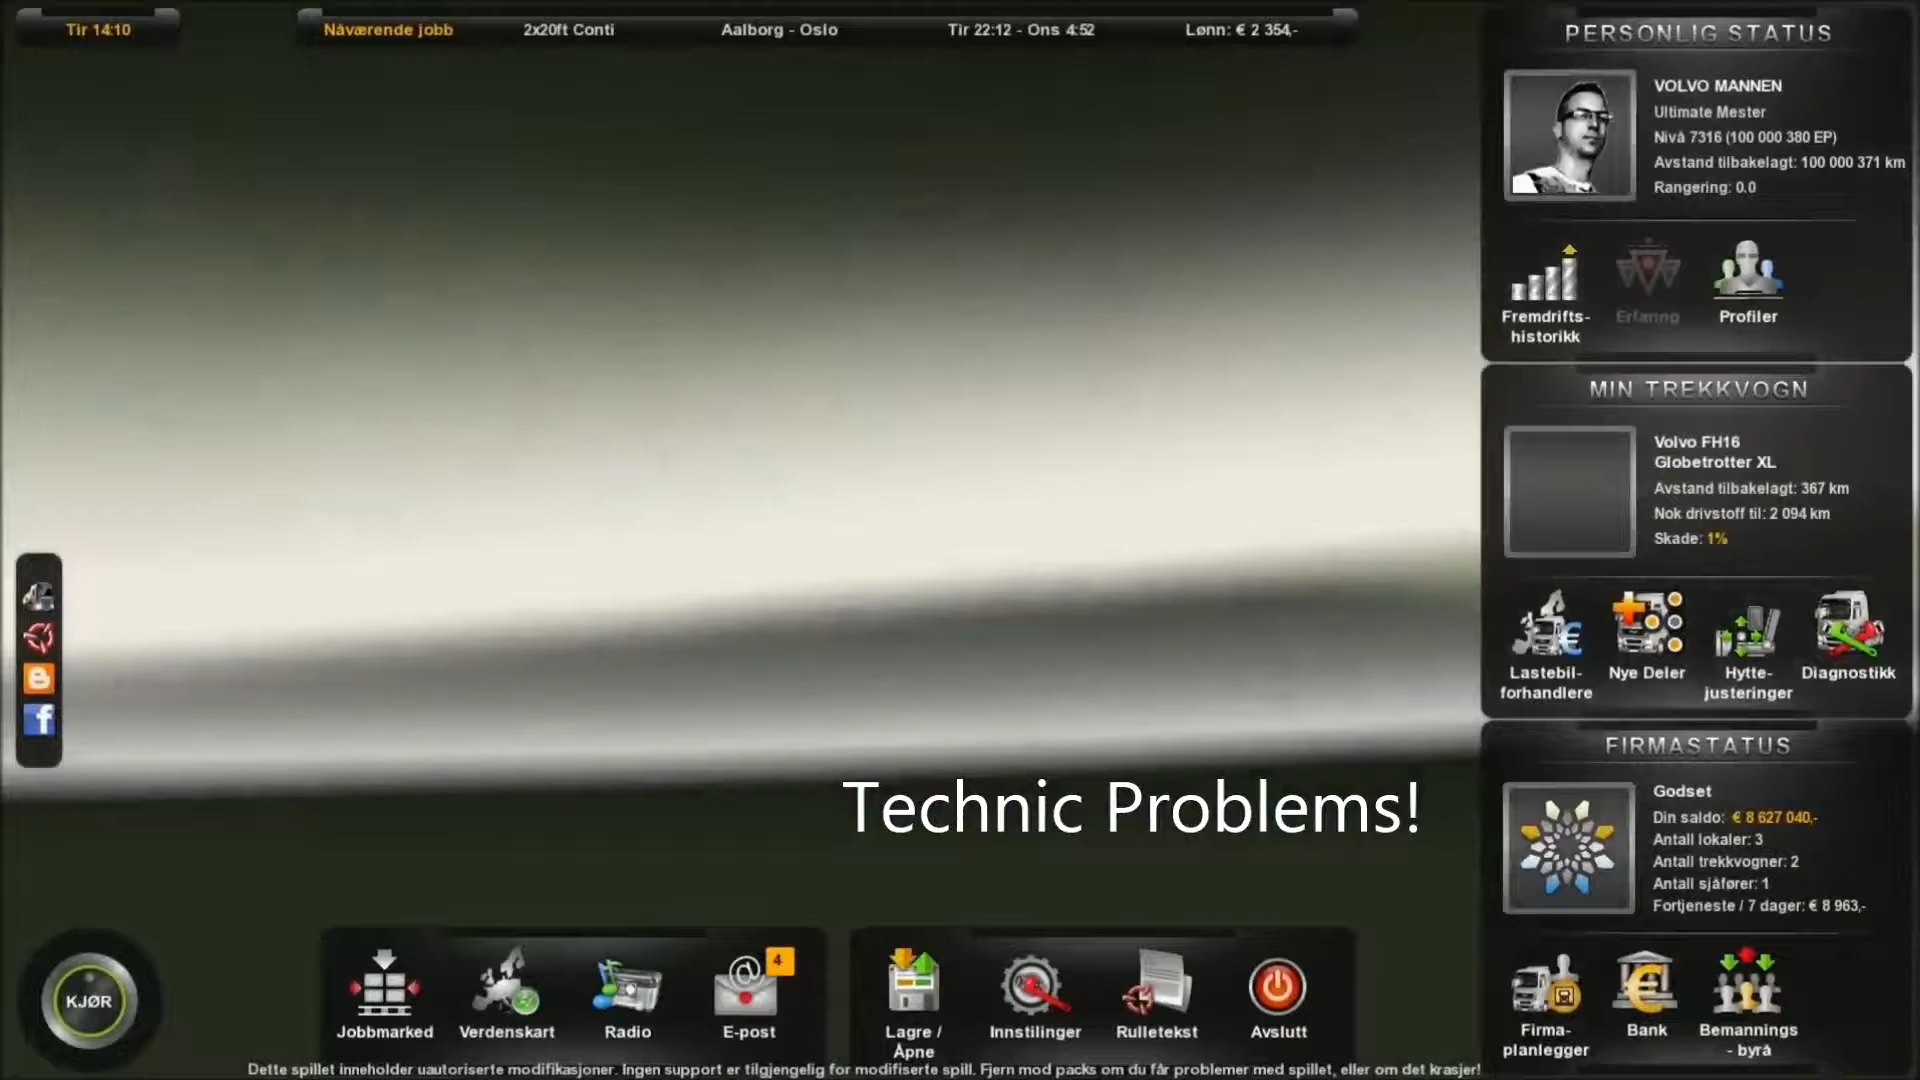 Tir 14:10
Nåværende jobb 2x20ft Conti Aalborg - Oslo Tir 22:12 - Ons 4:52 Lønn: € 2 354,-
PERSONLIG STATUS
VOLVO MANNEN
Ultimate Mester
Nivå 7316 (100 000 380 EP)
Avstand tilbakelagt: 100 000 371 km
Rangering: 0.0
Fremdrifts-
historikk
Erfaring
Profiler
MIN TREKKVOGN
Volvo FH16
Globetrotter XL
Avstand tilbakelagt: 367 km
Nok drivstoff til: 2 094 km
Skade: 1%
Lastebil-
forhandlere
Nye Deler
Hytte-
justeringer
Diagnostikk
FIRMASTATUS
Godset
Din saldo: € 8 627 040,-
Antall lokaler: 3
Antall trekkvogner: 2
Antall sjåfører: 1
Fortjeneste / 7 dager: € 8 963,-
Firma-
planlegger
Bank
Bemannings
- byrå
Technic Problems!
KJØR
Jobbmarked
Verdenskart
Radio
4
E-post
Lagre /
Åpne
Innstilinger
Rulletekst
Avslutt
Dette spillet inneholder uautoriserte modifikasjoner. Ingen support er tilgjengelig for modifiserte spill. Fjern mod packs om du får problemer med spillet, eller om det krasjer!